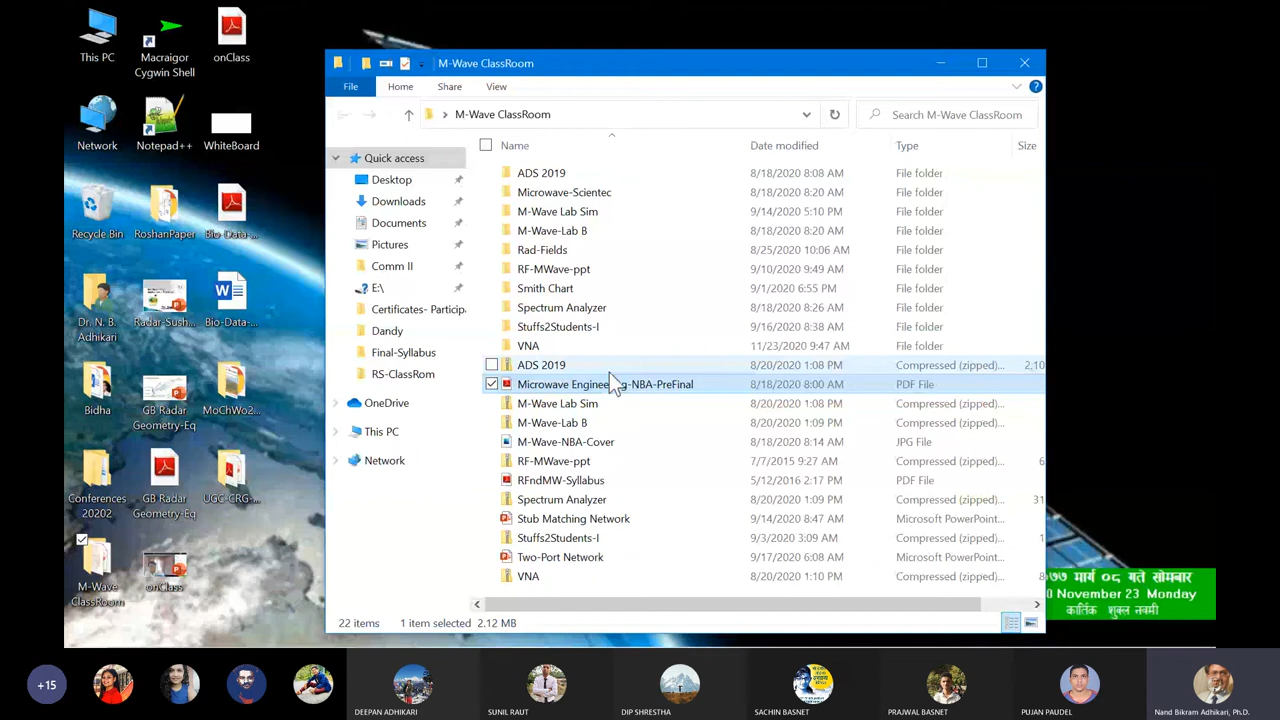 This PC
Macraigor
Cygwin Shell
onClass
Network
Notepad++
WhiteBoard
Recycle Bin
RoshanPaper
Bio-Data-...
Dr. N. B.
Adhikari
Radar-Sush...
Bio-Data-...
Bidha
GB Radar
Geometry-Eq
MoChWo2...
Conferences
20202
GB Radar
Geometry-Eq
UGC-CRG-...
M-Wave
ClassRoom
onClass
M-Wave ClassRoom
File Home Share View
M-Wave ClassRoom
Search M-Wave ClassRoom
Quick access
Desktop
Downloads
Documents
Pictures
Comm II
E:\
Certificates- Particip
Dandy
Final-Syllabus
RS-ClassRom
OneDrive
This PC
Network
Name Date modified Type Size
ADS 2019 8/18/2020 8:08 AM File folder
Microwave-Scientec 8/18/2020 8:20 AM File folder
M-Wave Lab Sim 9/14/2020 5:10 PM File folder
M-Wave-Lab B 8/18/2020 8:20 AM File folder
Rad-Fields 8/25/2020 10:06 AM File folder
RF-MWave-ppt 9/10/2020 9:49 AM File folder
Smith Chart 9/1/2020 6:55 PM File folder
Spectrum Analyzer 8/18/2020 8:26 AM File folder
Stuffs2Students-I 9/16/2020 8:38 AM File folder
VNA 11/23/2020 9:47 AM File folder
ADS 2019 8/20/2020 1:08 PM Compressed (zipped)... 2,10
Microwave Engineering-NBA-PreFinal 8/18/2020 8:00 AM PDF File
M-Wave Lab Sim 8/20/2020 1:08 PM Compressed (zipped)...
M-Wave-Lab B 8/20/2020 1:09 PM Compressed (zipped)...
M-Wave-NBA-Cover 8/18/2020 8:14 AM JPG File
RF-MWave-ppt 7/7/2015 9:27 AM Compressed (zipped)... 6
RFndMW-Syllabus 5/12/2016 2:17 PM PDF File
Spectrum Analyzer 8/20/2020 1:09 PM Compressed (zipped)... 31
Stub Matching Network 9/14/2020 8:47 AM Microsoft PowerPoint...
Stuffs2Students-I 9/3/2020 3:09 AM Compressed (zipped)... 1
Two-Port Network 9/17/2020 6:08 AM Microsoft PowerPoint...
VNA 8/20/2020 1:10 PM Compressed (zipped)... 8
22 items 1 item selected 2.12 MB
७७ मार्ग ०८ गते सोमबार
0 November 23 Monday
कार्तिक शुक्ल नवमी
+15
DEEPAN ADHIKARI
SUNIL RAUT
DIP SHRESTHA
SACHIN BASNET
PRAJWAL BASNET
PUJAN PAUDEL
Nand Bikram Adhikari, Ph.D.